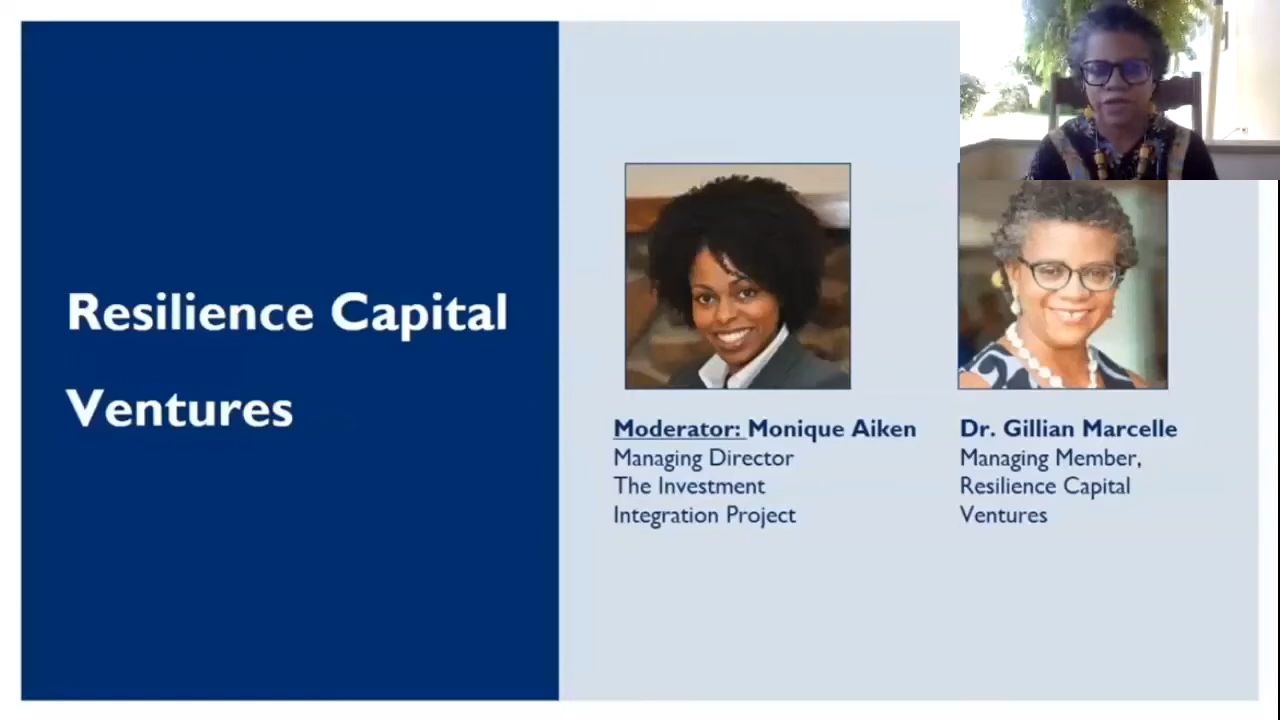 Resilience Capital
Ventures
Moderator: Monique Aiken
Managing Director
The Investment
Integration Project
Dr. Gillian Marcelle
Managing Member,
Resilience Capital
Ventures